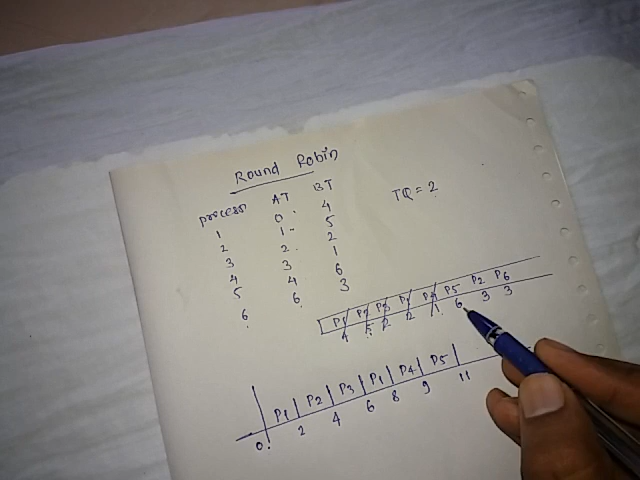 Round Robin
process AT BT
1 0 4
2 1 5
3 2 2
4 3 1
5 4 6
6 6 3
TQ = 2
P1 P2 P3 P1 P4 P5 P2 P6
4 5 2 2 1 6 3 3
P1 P2 P3 P1 P4 P5
0 2 4 6 8 9 11